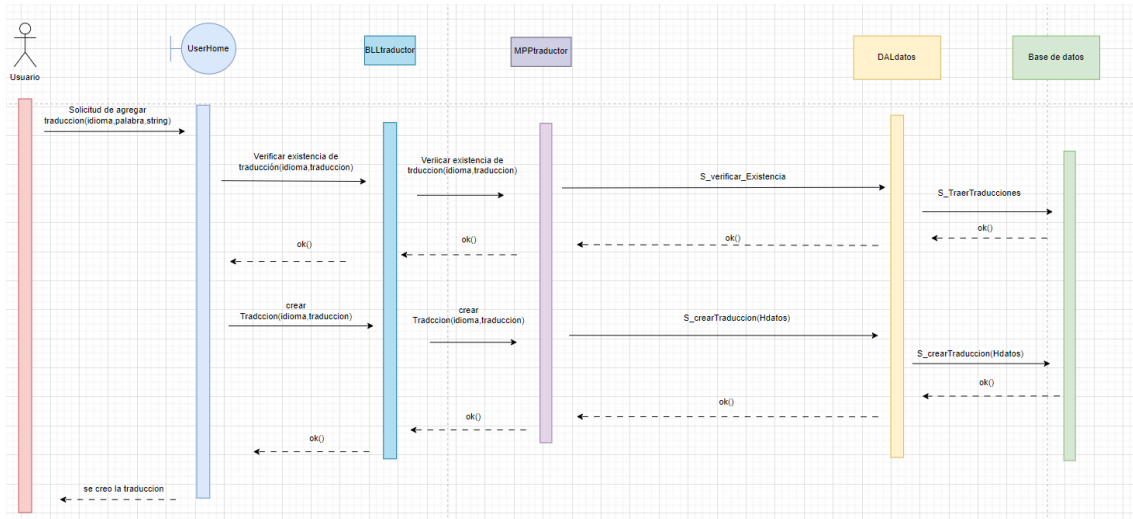 Usuario
UserHome
BLLtraductor
MPPtraductor
DALdatos
Base de datos
Solicitud de agregar
traduccion(idioma,palabra,string)
Verificar existencia de
traducción(idioma,traduccion)
Veriicar existencia de
trduccion(idioma,traduccion)
S_verificar_Existencia
S_TraerTraducciones
ok()
ok()
ok()
ok()
crear
Tradccion(idioma,traduccion)
crear
Tradccion(idioma,traduccion)
S_crearTraduccion(Hdatos)
S_crearTraduccion(Hdatos)
ok()
ok()
ok()
ok()
se creo la traduccion